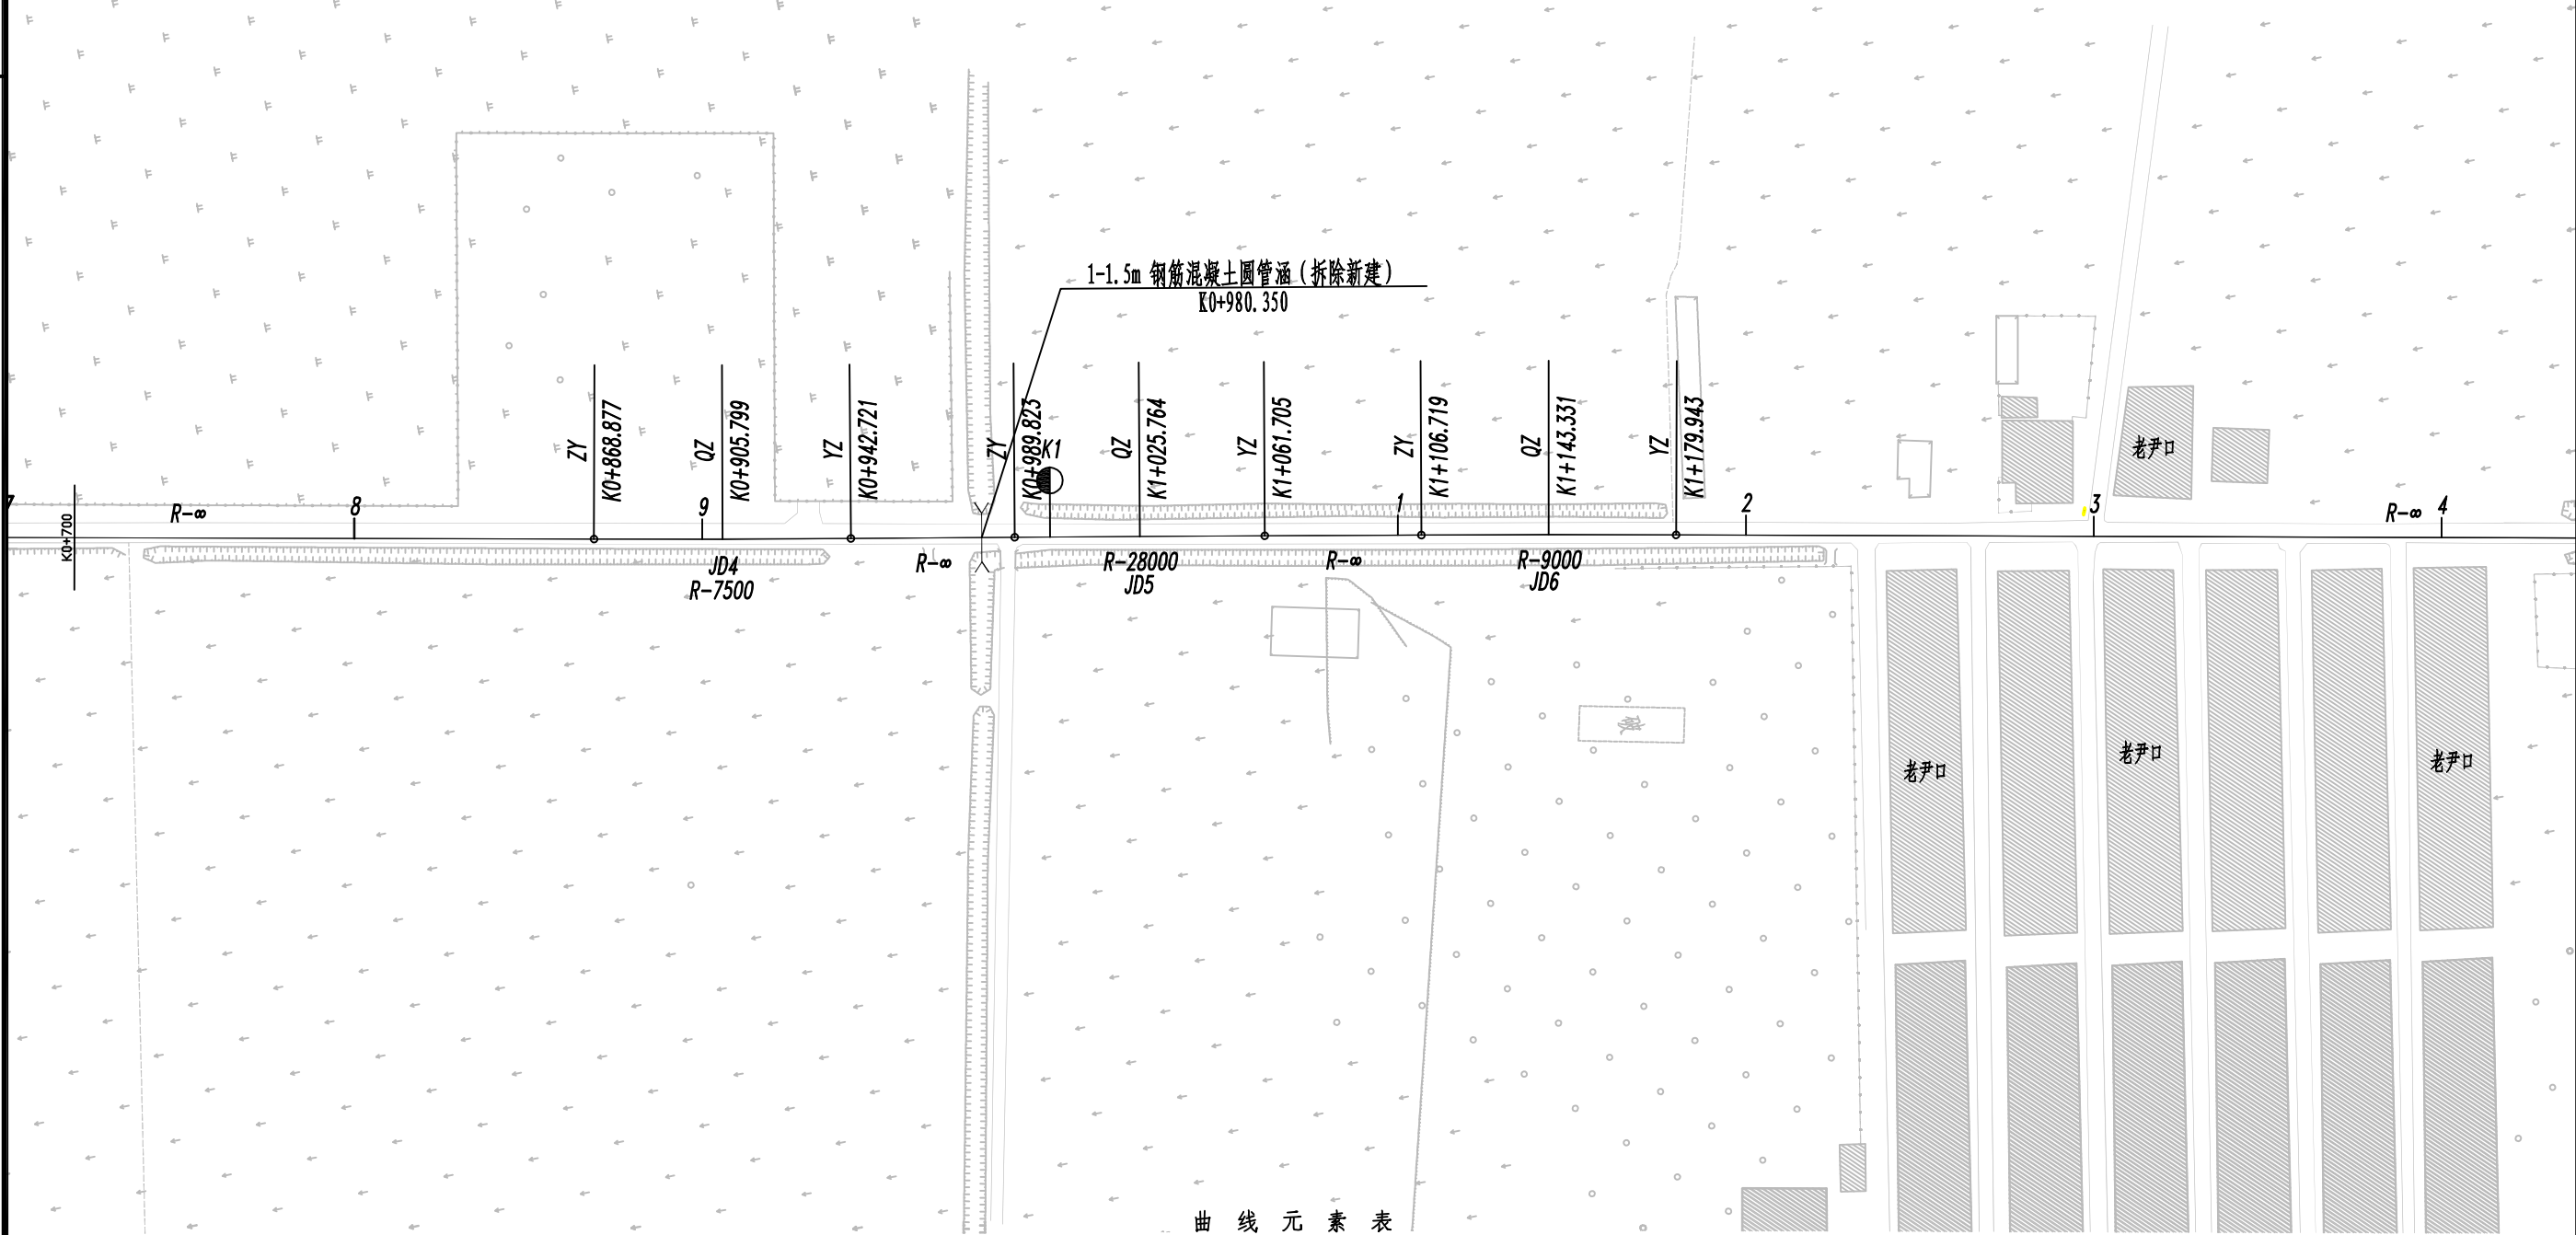 1-1.5m 钢筋混凝土圆管涵(拆除新建)
K0+980.350
ZY
K0+868.877
QZ
K0+905.799
YZ
K0+942.721
ZY
K0+989.823
K1
QZ
K1+025.764
YZ
K1+061.705
ZY
K1+106.719
QZ
K1+143.331
YZ
K1+179.943
老尹口
7
K0+700
R-∞
8
9
1
2
3
R-∞
4
JD4
R-7500
R-∞
R-28000
JD5
R-∞
R-9000
JD6
老尹口
老尹口
老尹口
曲线元素表